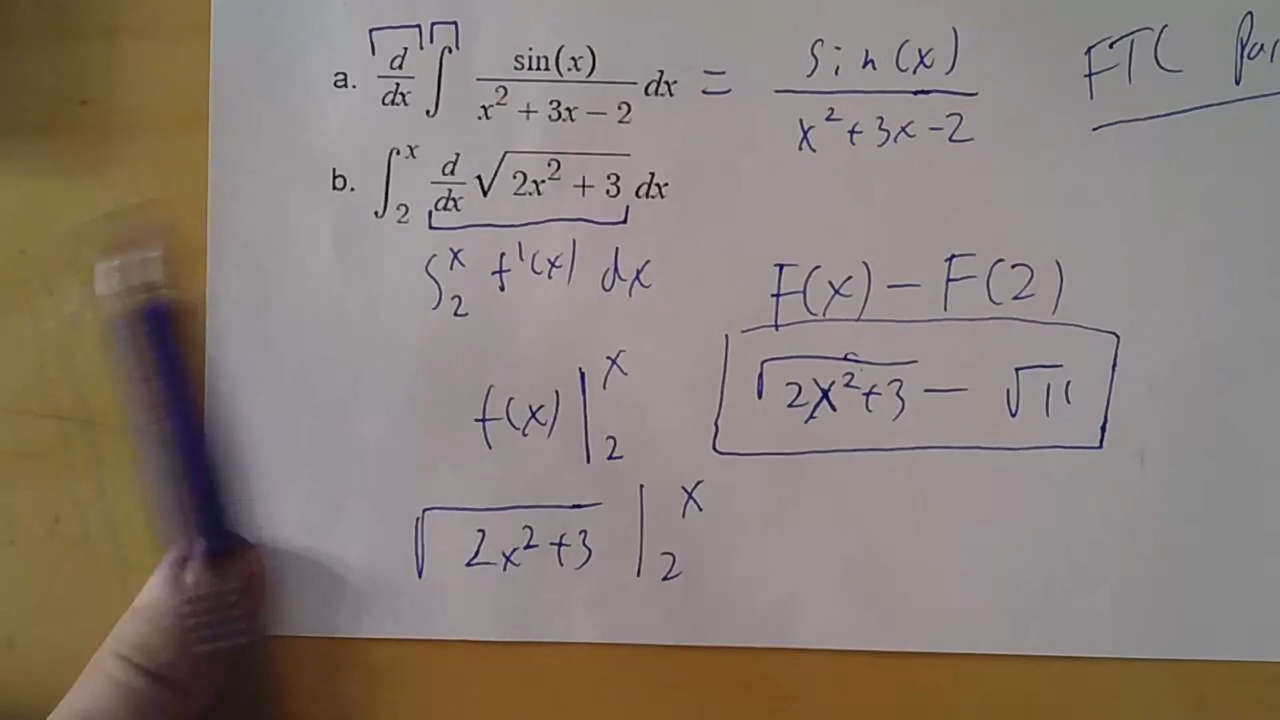 a. d/dx ∫ sin(x)/(x² + 3x − 2) dx = sin(x)/(x²+3x-2) FTC
b. ∫₂ˣ d/dx √(2x² + 3) dx
∫₂ˣ f'(x) dx
F(x) − F(2)
f(x) |₂ˣ
√(2x²+3) − √11
√(2x²+3) |₂ˣ